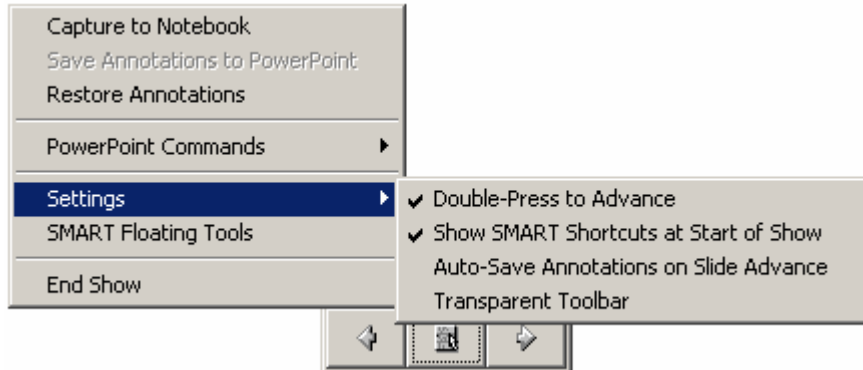 Capture to Notebook
Save Annotations to PowerPoint
Restore Annotations
PowerPoint Commands
Settings
SMART Floating Tools
End Show
Double-Press to Advance
Show SMART Shortcuts at Start of Show
Auto-Save Annotations on Slide Advance
Transparent Toolbar